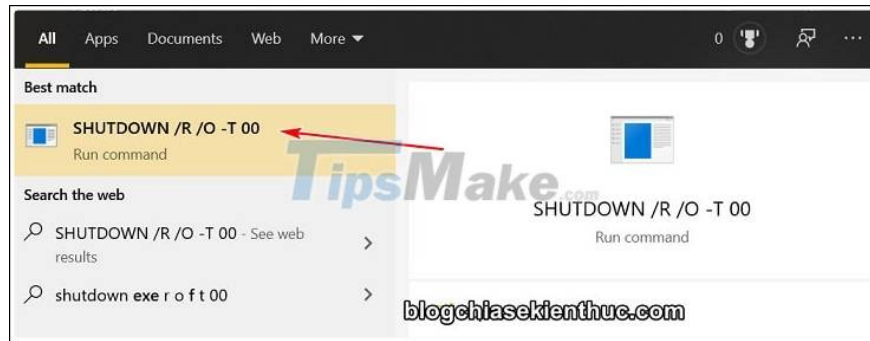 All Apps Documents Web More 0 ...
Best match
SHUTDOWN /R /O -T 00
Run command
Search the web
SHUTDOWN /R /O -T 00 - See web
results
shutdown exe r o f t 00
SHUTDOWN /R /O -T 00
Run command
TipsMake.com
blogchiasekienthuc.com